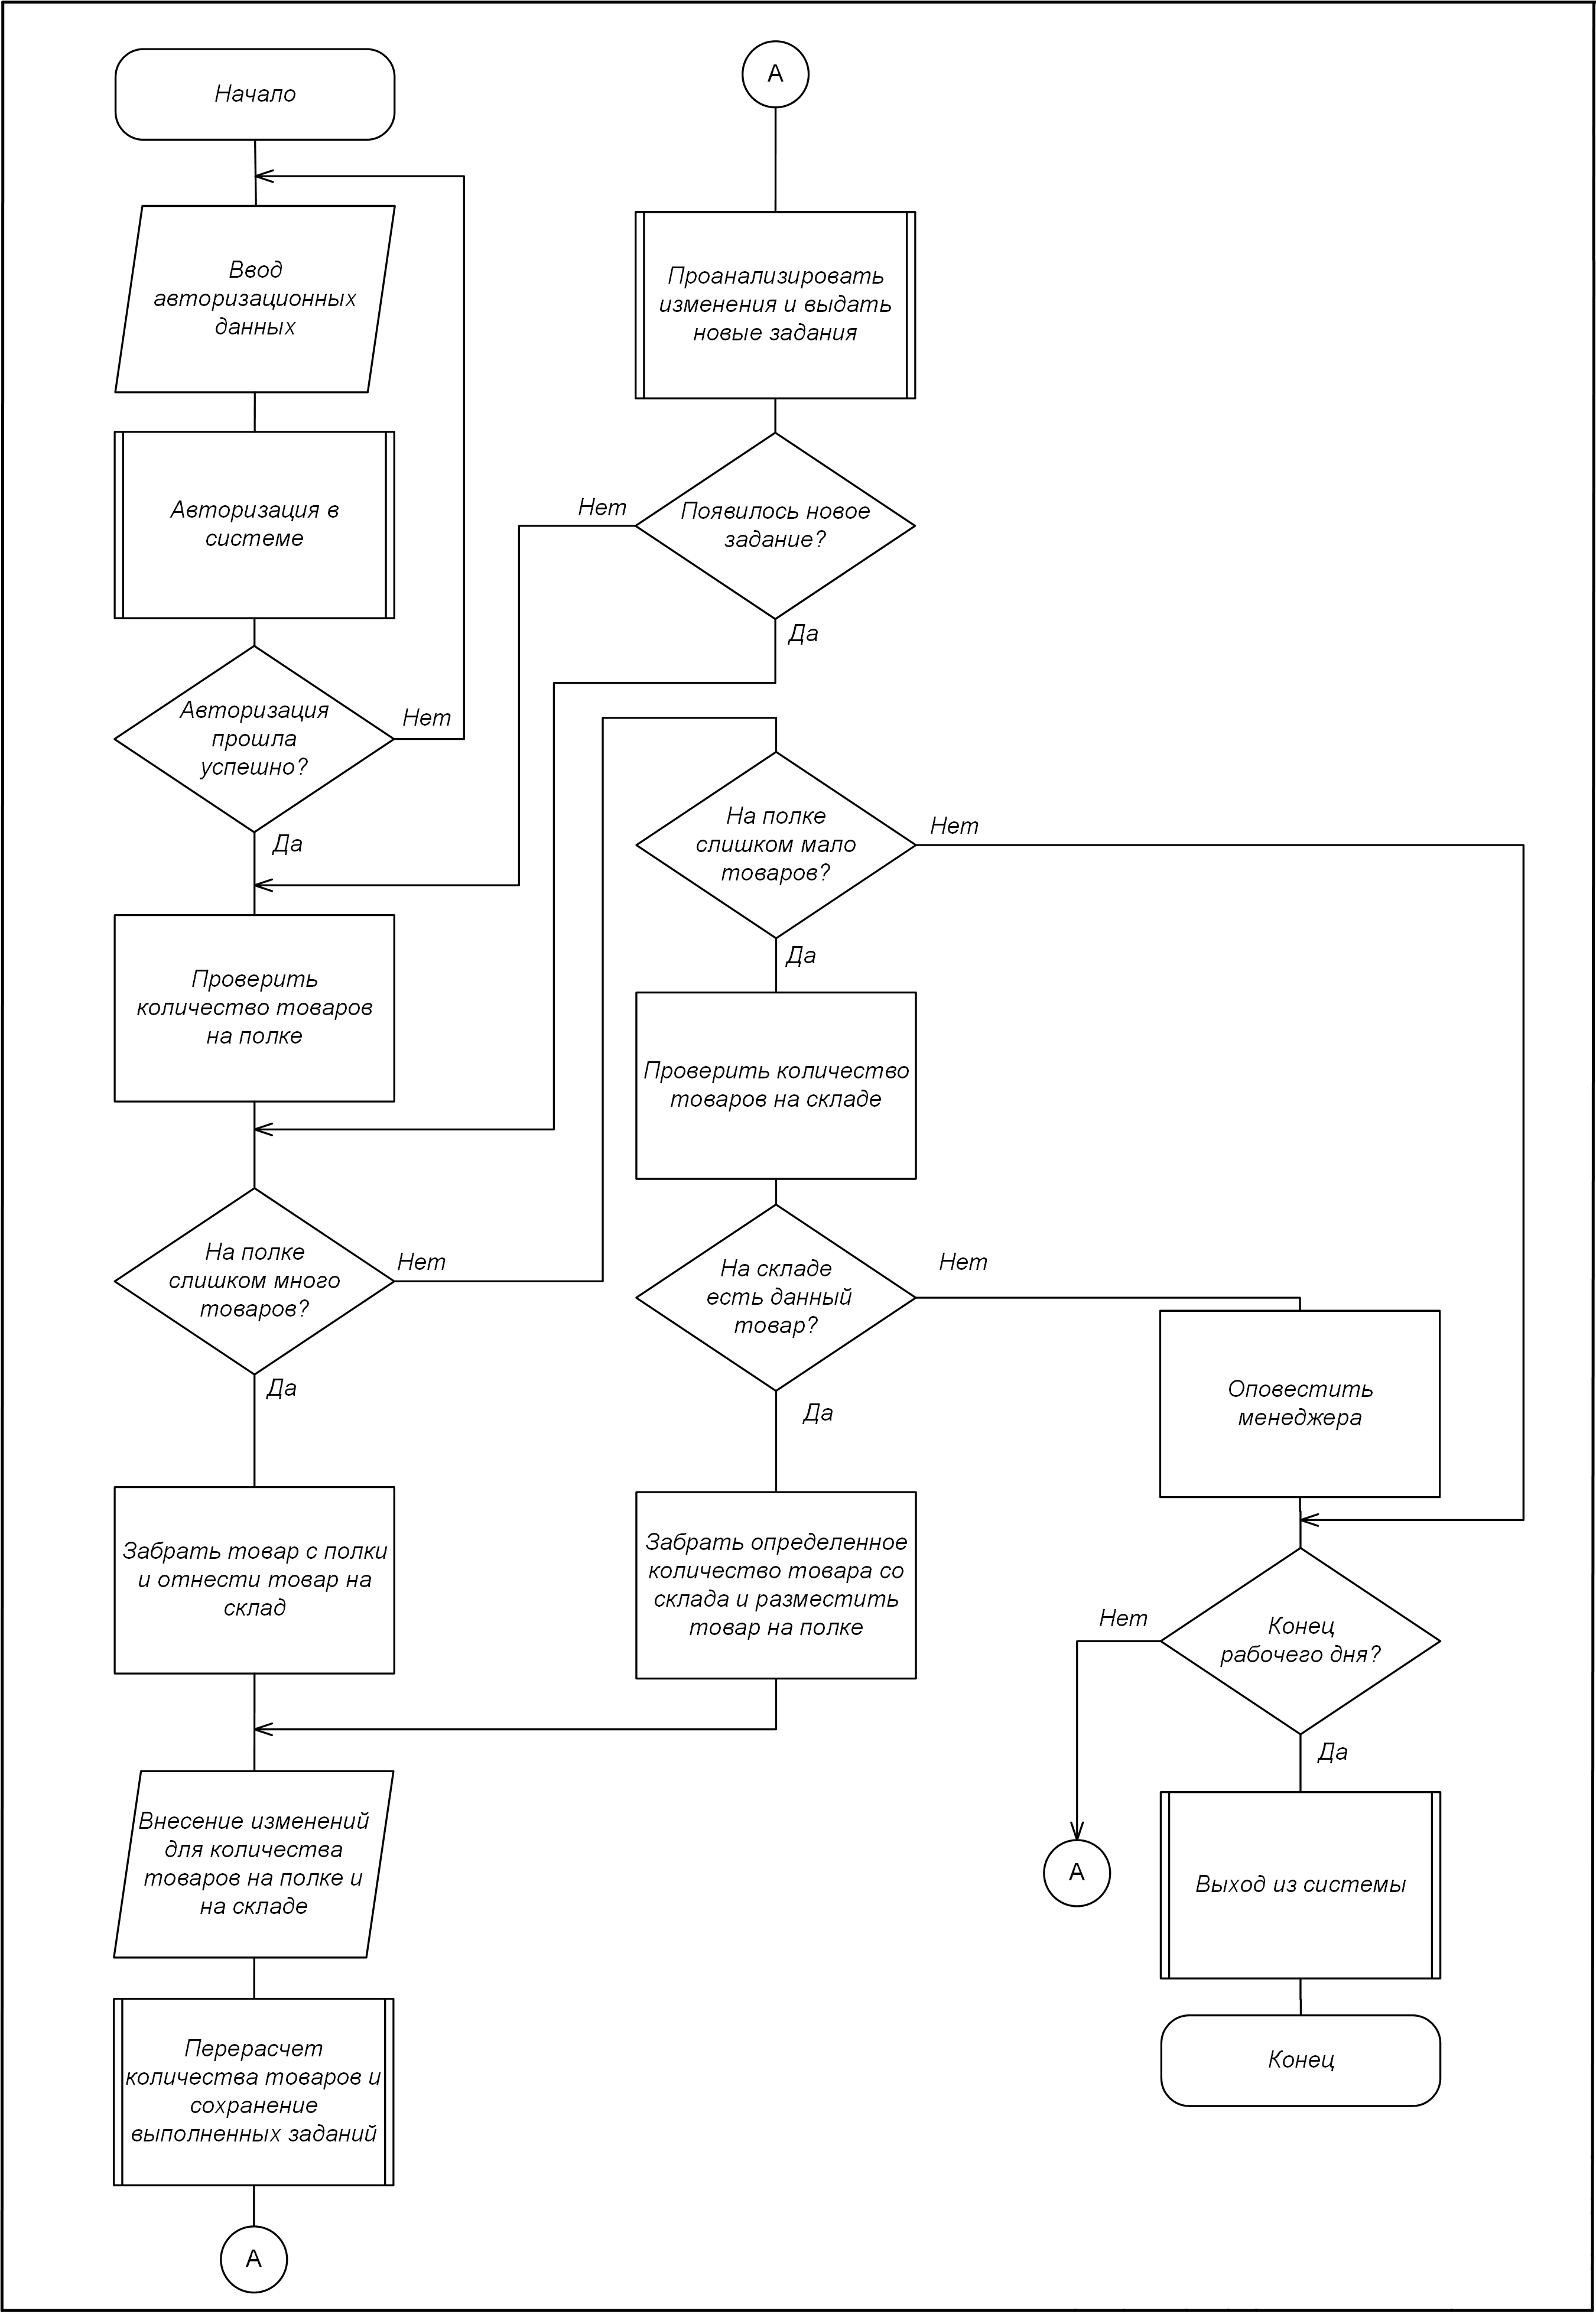 Начало
Ввод
авторизационных
данных
Авторизация в
системе
Авторизация
прошла
успешно?
Нет
Да
Проверить
количество товаров
на полке
На полке
слишком много
товаров?
Нет
Да
Забрать товар с полки
и отнести товар на
склад
Внесение изменений
для количества
товаров на полке и
на складе
Перерасчет
количества товаров и
сохранение
выполненных заданий
А
А
Проанализировать
изменения и выдать
новые задания
Появилось новое
задание?
Нет
Да
На полке
слишком мало
товаров?
Нет
Да
Проверить количество
товаров на складе
На складе
есть данный
товар?
Нет
Да
Забрать определенное
количество товара со
склада и разместить
товар на полке
Оповестить
менеджера
Конец
рабочего дня?
Нет
Да
А
Выход из системы
Конец